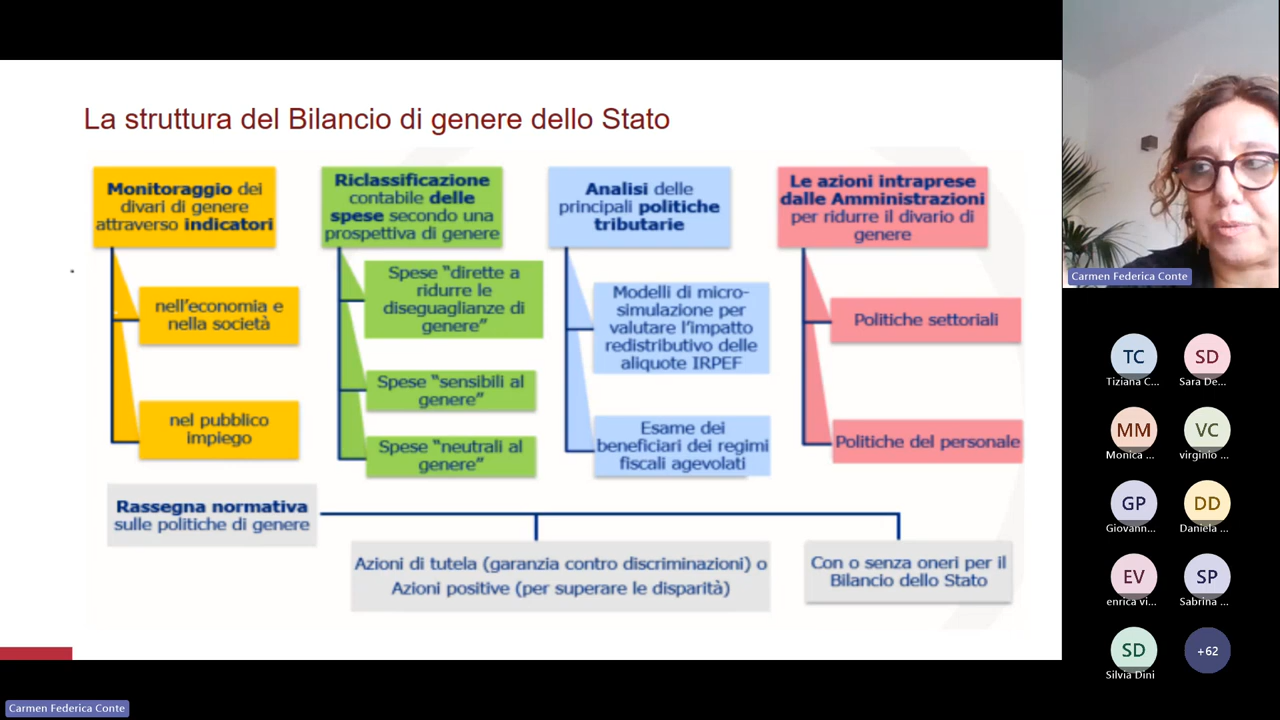 La struttura del Bilancio di genere dello Stato
Monitoraggio dei
divari di genere
attraverso indicatori
nell'economia e
nella società
nel pubblico
impiego
Riclassificazione
contabile delle
spese secondo una
prospettiva di genere
Spese “dirette a
ridurre le
diseguaglianze di
genere”
Spese “sensibili al
genere”
Spese “neutrali al
genere”
Analisi delle
principali politiche
tributarie
Modelli di micro-
simulazione per
valutare l'impatto
redistributivo delle
aliquote IRPEF
Esame dei
beneficiari dei regimi
fiscali agevolati
Le azioni intraprese
dalle Amministrazioni
per ridurre il divario di
genere
Politiche settoriali
Politiche del personale
Rassegna normativa
sulle politiche di genere
Azioni di tutela (garanzia contro discriminazioni) o
Azioni positive (per superare le disparità)
Con o senza oneri per il
Bilancio dello Stato
Carmen Federica Conte
TC
Tiziana C...
SD
Sara De...
MM
Monica ...
VC
virginio ...
GP
Giovann...
DD
Daniela ...
EV
enrica vi...
SP
Sabrina ...
SD
Silvia Dini
+62
Carmen Federica Conte